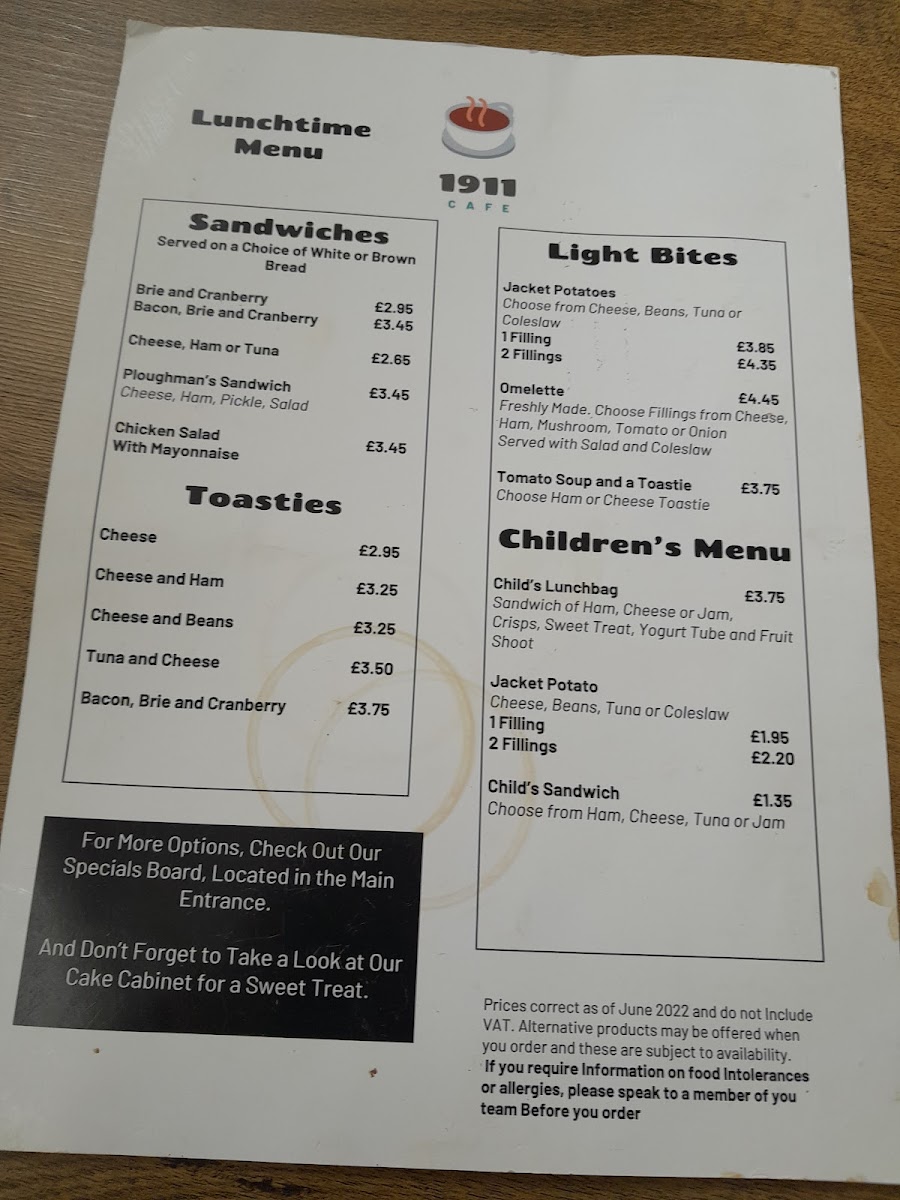 Lunchtime
Menu
1911
CAFE
Sandwiches
Served on a Choice of White or Brown
Bread
Brie and Cranberry £2.95
Bacon, Brie and Cranberry £3.45
Cheese, Ham or Tuna £2.65
Ploughman's Sandwich £3.45
Cheese, Ham, Pickle, Salad
Chicken Salad
With Mayonnaise £3.45
Toasties
Cheese £2.95
Cheese and Ham £3.25
Cheese and Beans £3.25
Tuna and Cheese £3.50
Bacon, Brie and Cranberry £3.75
For More Options, Check Out Our
Specials Board, Located in the Main
Entrance.
And Don't Forget to Take a Look at Our
Cake Cabinet for a Sweet Treat.
Light Bites
Jacket Potatoes
Choose from Cheese, Beans, Tuna or
Coleslaw
1 Filling £3.85
2 Fillings £4.35
Omelette £4.45
Freshly Made. Choose Fillings from Cheese,
Ham, Mushroom, Tomato or Onion
Served with Salad and Coleslaw
Tomato Soup and a Toastie £3.75
Choose Ham or Cheese Toastie
Children's Menu
Child's Lunchbag £3.75
Sandwich of Ham, Cheese or Jam,
Crisps, Sweet Treat, Yogurt Tube and Fruit
Shoot
Jacket Potato
Cheese, Beans, Tuna or Coleslaw
1 Filling £1.95
2 Fillings £2.20
Child's Sandwich £1.35
Choose from Ham, Cheese, Tuna or Jam
Prices correct as of June 2022 and do not Include
VAT. Alternative products may be offered when
you order and these are subject to availability.
If you require Information on food Intolerances
or allergies, please speak to a member of you
team Before you order